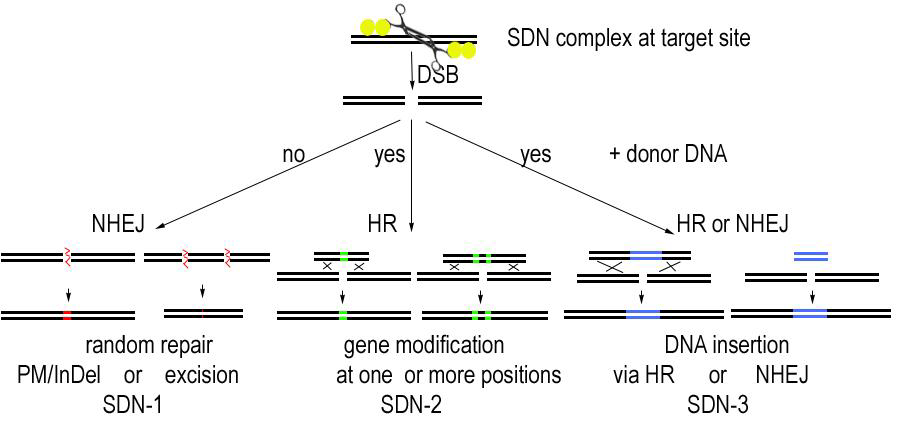 SDN complex at target site
DSB
no yes yes + donor DNA
NHEJ HR HR or NHEJ
random repair gene modification DNA insertion
PM/InDel or excision at one or more positions via HR or NHEJ
SDN-1 SDN-2 SDN-3